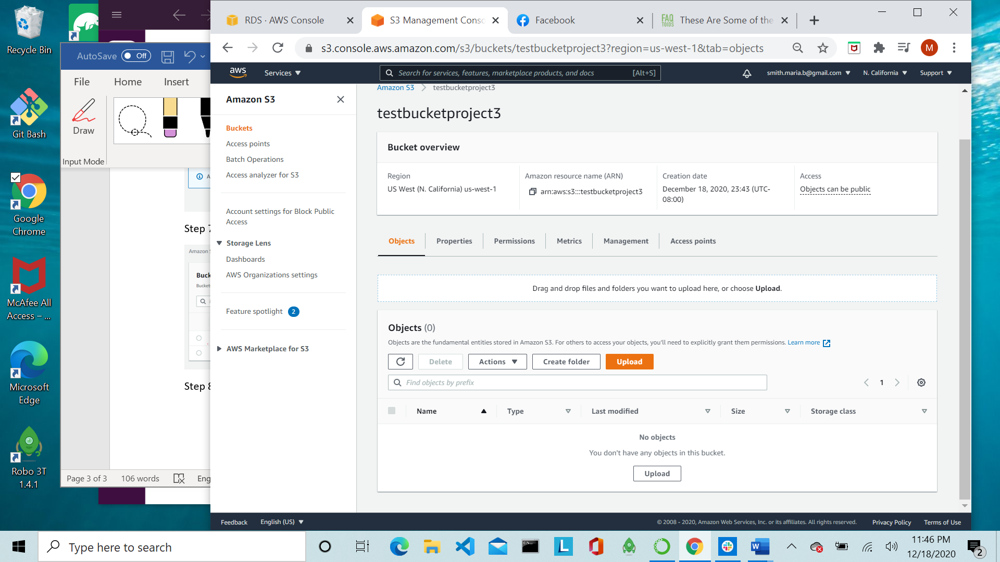 Recycle Bin
Git Bash
Google
Chrome
McAfee All
Access – ...
Microsoft
Edge
Robo 3T
1.4.1
AutoSave Off
File Home Insert
Draw
Input Mode
Step 7
Amazon S
Buck
Bucket
Step 8
Page 3 of 3 106 words Eng
RDS · AWS Console
S3 Management Consc
Facebook
FAQ
TOIDS
These Are Some of the
s3.console.aws.amazon.com/s3/buckets/testbucketproject3?region=us-west-1&tab=objects
M
aws
Services
Search for services, features, marketplace products, and docs [Alt+S]
smith.maria.b@gmail.com N. California Support
Amazon S3
Buckets
Access points
Batch Operations
Access analyzer for S3
Account settings for Block Public
Access
Storage Lens
Dashboards
AWS Organizations settings
Feature spotlight 2
AWS Marketplace for S3
Amazon S3 testbucketproject3
testbucketproject3
Bucket overview
Region
US West (N. California) us-west-1
Amazon resource name (ARN)
arn:aws:s3:::testbucketproject3
Creation date
December 18, 2020, 23:43 (UTC-
08:00)
Access
Objects can be public
Objects Properties Permissions Metrics Management Access points
Drag and drop files and folders you want to upload here, or choose Upload.
Objects (0)
Objects are the fundamental entities stored in Amazon S3. For others to access your objects, you'll need to explicitly grant them permissions. Learn more
Delete Actions Create folder Upload
Find objects by prefix
1
Name Type Last modified Size Storage class
No objects
You don't have any objects in this bucket.
Upload
Feedback English (US)
© 2008 - 2020, Amazon Web Services, Inc. or its affiliates. All rights reserved. Privacy Policy Terms of Use
Type here to search
L
W
11:46 PM
12/18/2020
2